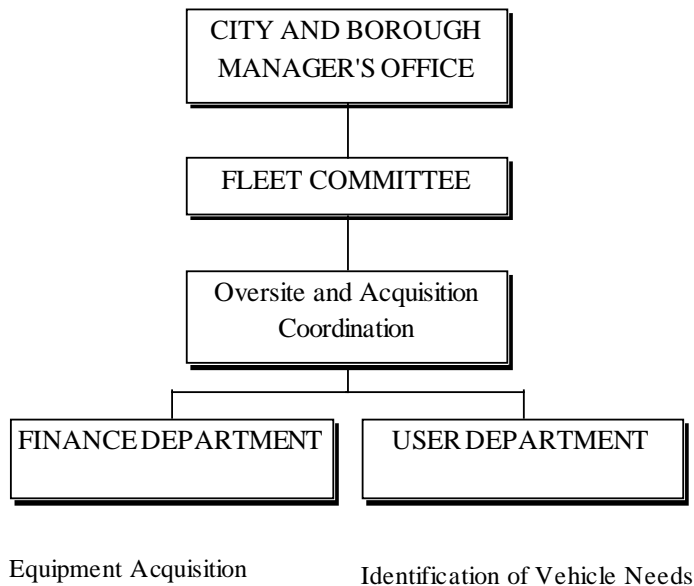 CITY AND BOROUGH
MANAGER'S OFFICE
FLEET COMMITTEE
Oversite and Acquisition
Coordination
FINANCE DEPARTMENT
USER DEPARTMENT
Equipment Acquisition
Identification of Vehicle Needs